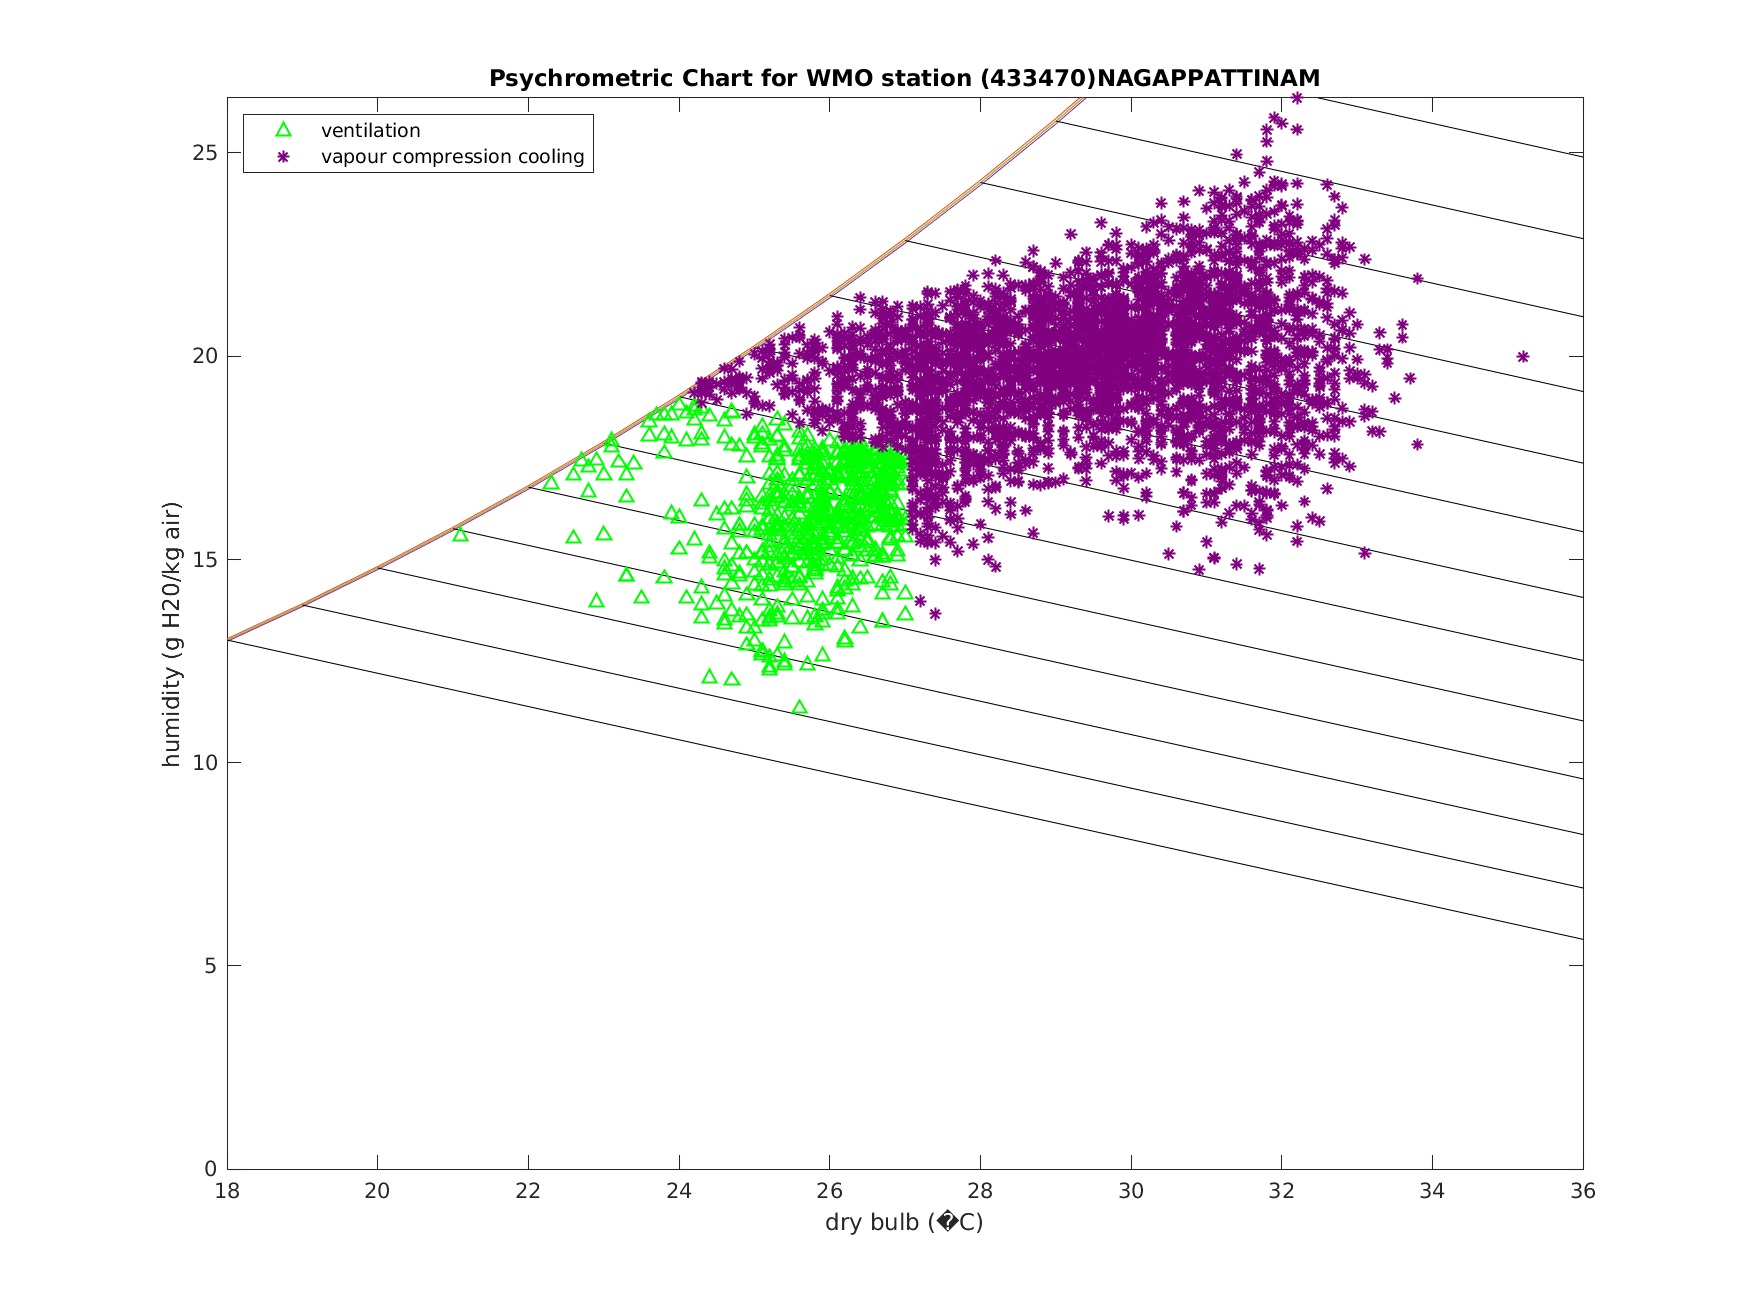 Psychrometric Chart for WMO station (433470)NAGAPPATTINAM
ventilation
vapour compression cooling
humidity (g H20/kg air)
25
20
15
10
5
0
18 20 22 24 26 28 30 32 34 36
dry bulb (�C)